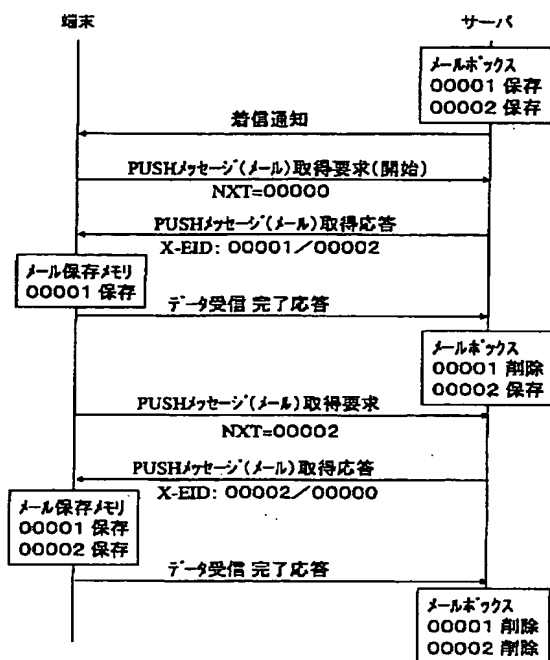 端末
サーバ
メールボックス
00001 保存
00002 保存
着信通知
PUSHメッセージ(メール)取得要求(開始)
NXT=00000
PUSHメッセージ(メール)取得応答
X-EID: 00001／00002
メール保存メモリ
00001 保存
データ受信 完了応答
メールボックス
00001 削除
00002 保存
PUSHメッセージ(メール)取得要求
NXT=00002
PUSHメッセージ(メール)取得応答
X-EID: 00002／00000
メール保存メモリ
00001 保存
00002 保存
データ受信 完了応答
メールボックス
00001 削除
00002 削除